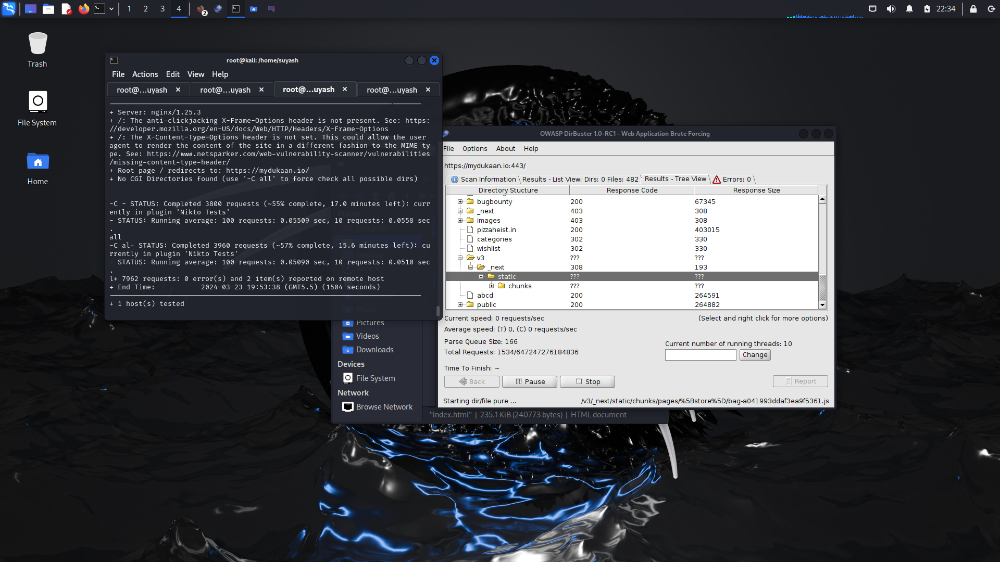 1 2 3 4
2
22:34
Trash
File System
Home
root@kali: /home/suyash
File Actions Edit View Help
root@...uyash root@...uyash root@...uyash root@...uyash
+ Server: nginx/1.25.3
+ /: The anti-clickjacking X-Frame-Options header is not present. See: https:
//developer.mozilla.org/en-US/docs/Web/HTTP/Headers/X-Frame-Options
+ /: The X-Content-Type-Options header is not set. This could allow the user
agent to render the content of the site in a different fashion to the MIME ty
pe. See: https://www.netsparker.com/web-vulnerability-scanner/vulnerabilities
/missing-content-type-header/
+ Root page / redirects to: https://mydukaan.io/
+ No CGI Directories found (use '-C all' to force check all possible dirs)
-C - STATUS: Completed 3800 requests (~55% complete, 17.0 minutes left): curr
ently in plugin 'Nikto Tests'
- STATUS: Running average: 100 requests: 0.05509 sec, 10 requests: 0.0558 sec
.
all
-C al- STATUS: Completed 3960 requests (~57% complete, 15.6 minutes left): cu
rrently in plugin 'Nikto Tests'
- STATUS: Running average: 100 requests: 0.05090 sec, 10 requests: 0.0510 sec
.
l+ 7962 requests: 0 error(s) and 2 item(s) reported on remote host
+ End Time: 2024-03-23 19:53:38 (GMT5.5) (1504 seconds)
+ 1 host(s) tested
Places
Computer
Desktop
Recent
Documents
Music
Pictures
Videos
Downloads
Devices
File System
Network
Browse Network
"index.html" | 235.1 KiB (240773 bytes) | HTML document
OWASP DirBuster 1.0-RC1 - Web Application Brute Forcing
File Options About Help
https://mydukaan.io:443/
Scan Information Results - List View: Dirs: 0 Files: 482 Results - Tree View Errors: 0
Directory Stucture Response Code Response Size
bugbounty 200 67345
_next 403 308
images 403 308
pizzaheist.in 200 403015
categories 302 330
wishlist 302 330
v3 ??? ???
_next 308 193
static ??? ???
chunks ??? ???
abcd 200 264591
public 200 264882
Current speed: 0 requests/sec (Select and right click for more options)
Average speed: (T) 0, (C) 0 requests/sec
Parse Queue Size: 166
Current number of running threads: 10
Total Requests: 1534/647247276184836
Change
Time To Finish: ~
Back Pause Stop Report
Starting dir/file pure ... /v3/_next/static/chunks/pages/%5Bstore%5D/bag-a041993ddaf3ea9f5361.js